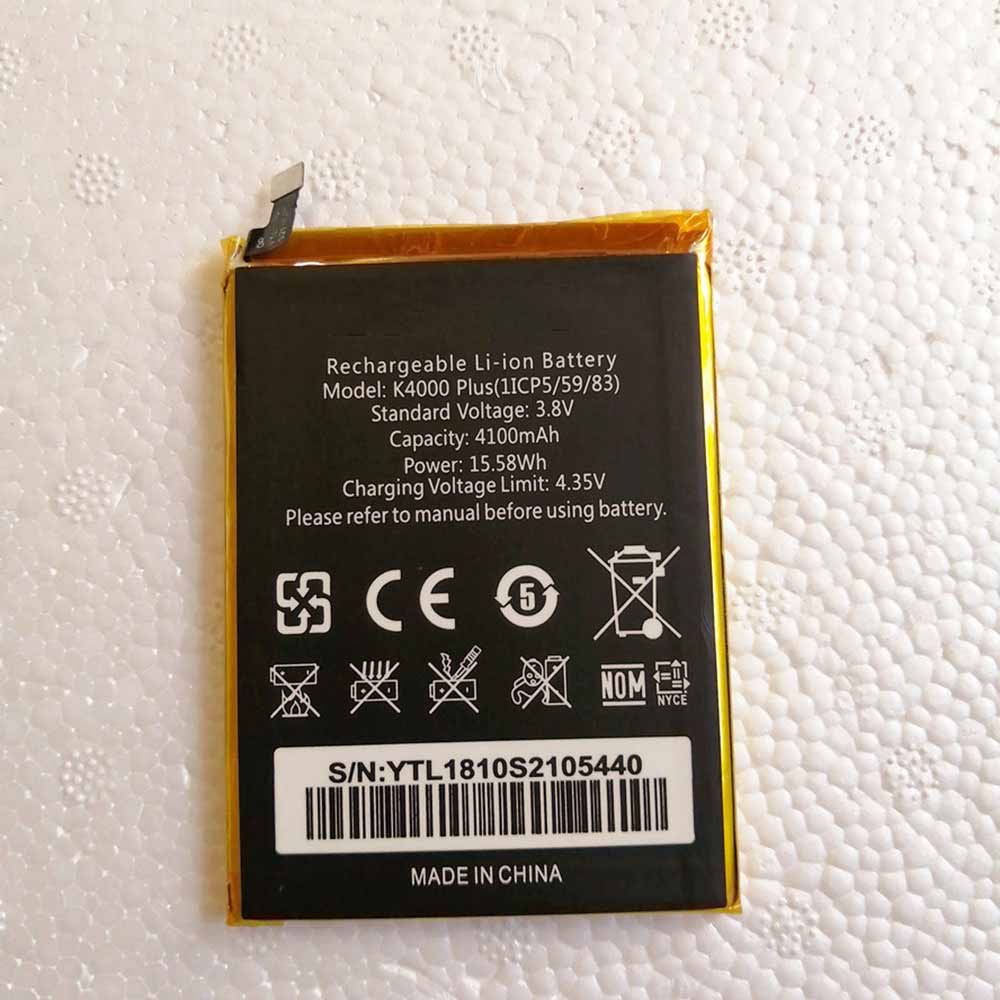 Rechargeable Li-ion Battery
Model: K4000 Plus(1ICP5/59/83)
Standard Voltage: 3.8V
Capacity: 4100mAh
Power: 15.58Wh
Charging Voltage Limit: 4.35V
Please refer to manual before using battery.
CE
5
NOM
NYCE
S/N:YTL1810S2105440
MADE IN CHINA